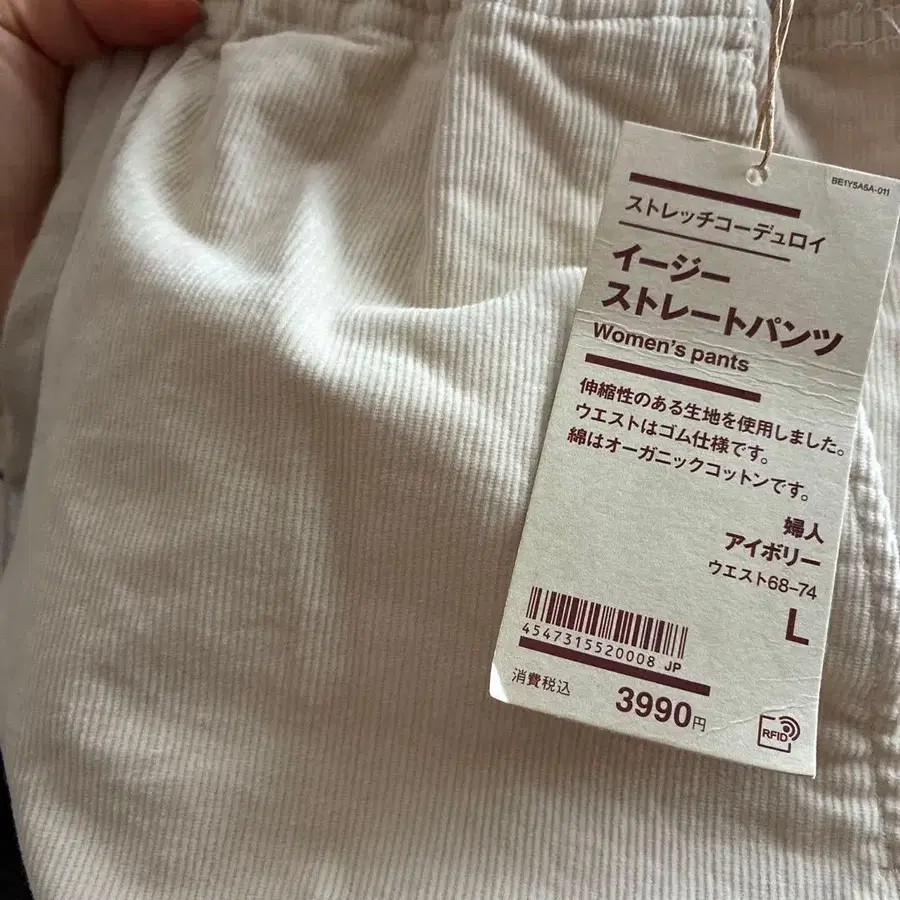 BE1Y5A5A-011
ストレッチコーデュロイ
イージー
ストレートパンツ
Women's pants
伸縮性のある生地を使用しました。
ウエストはゴム仕様です。
綿はオーガニックコットンです。
婦人
アイボリー
ウエスト68-74
L
4547315520008 JP
消費税込 3990円
RFID